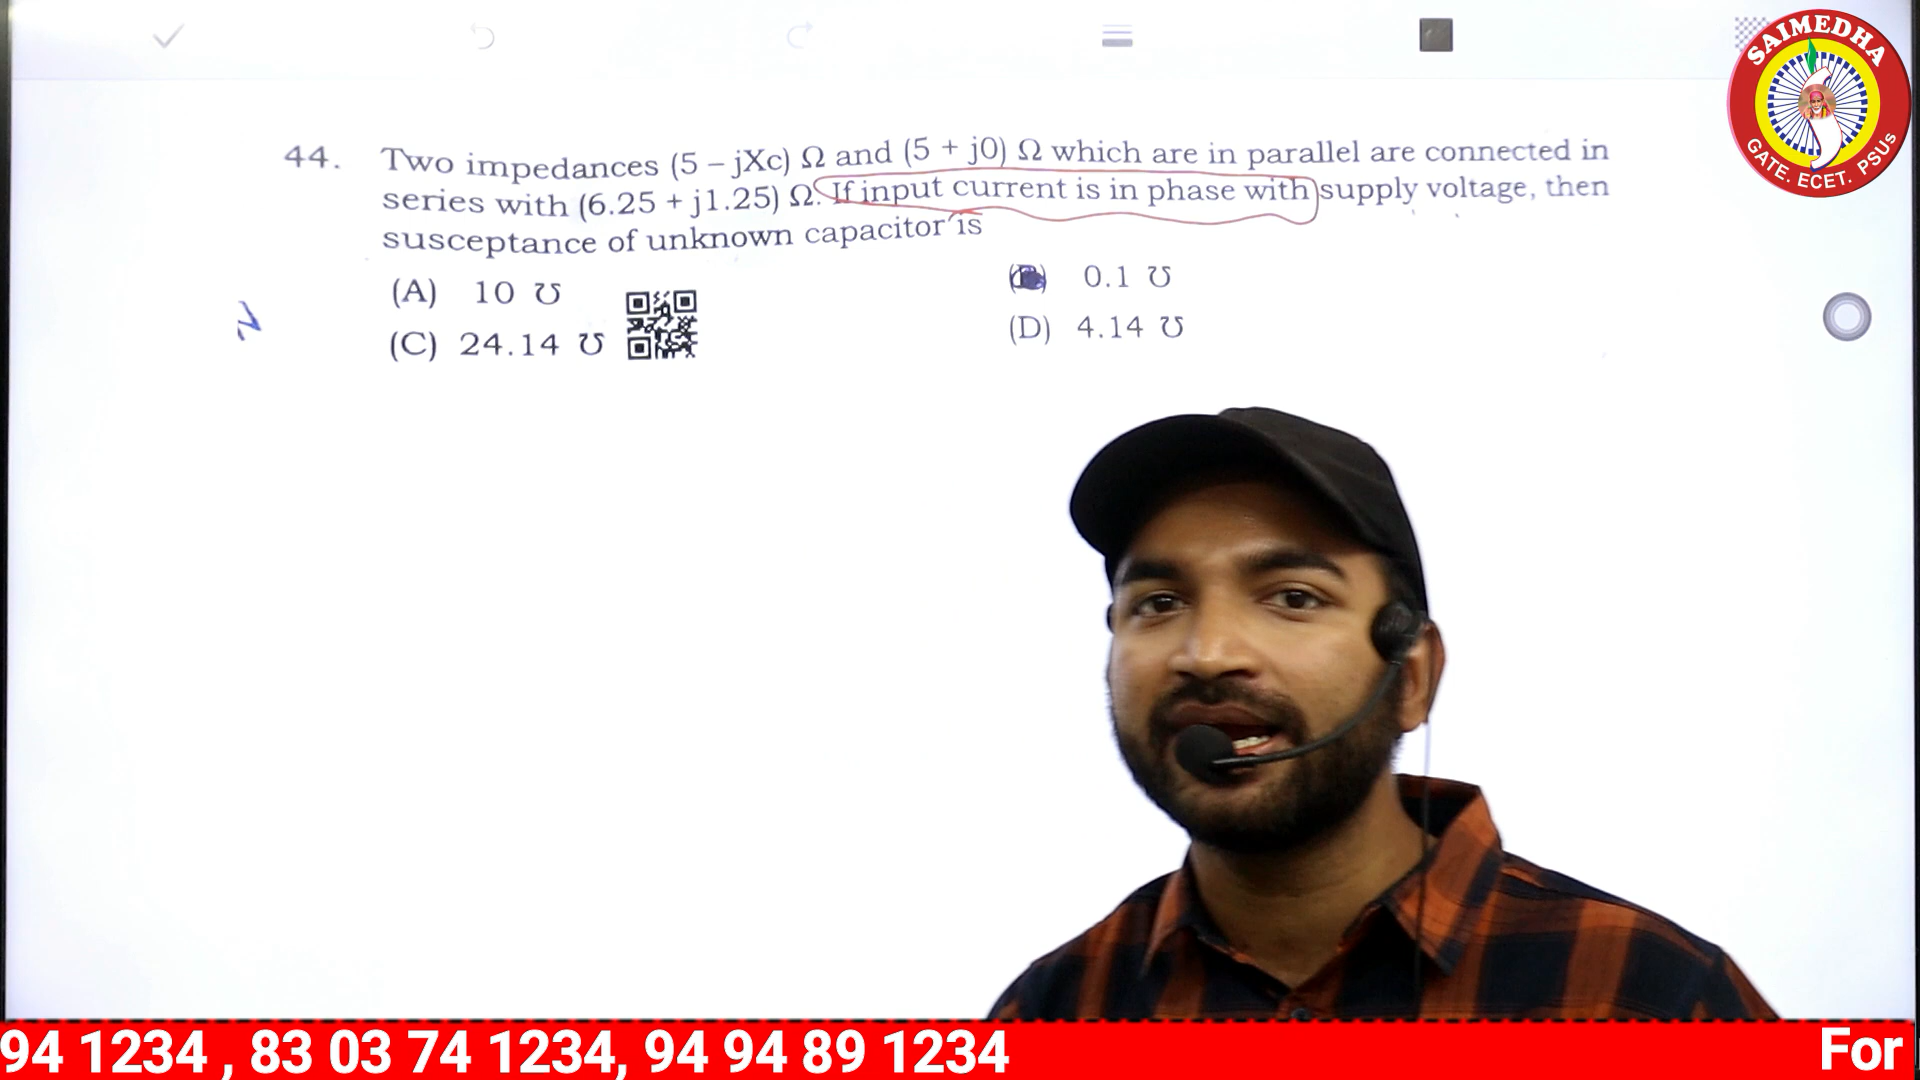 SAIMEDHA
GATE. ECET. PSUs
44. Two impedances (5 – jXc) Ω and (5 + j0) Ω which are in parallel are connected in
series with (6.25 + j1.25) Ω. If input current is in phase with supply voltage, then
susceptance of unknown capacitor is
(A) 10 ℧
0.1 ℧
(C) 24.14 ℧
(D) 4.14 ℧
94 1234 , 83 03 74 1234, 94 94 89 1234
For